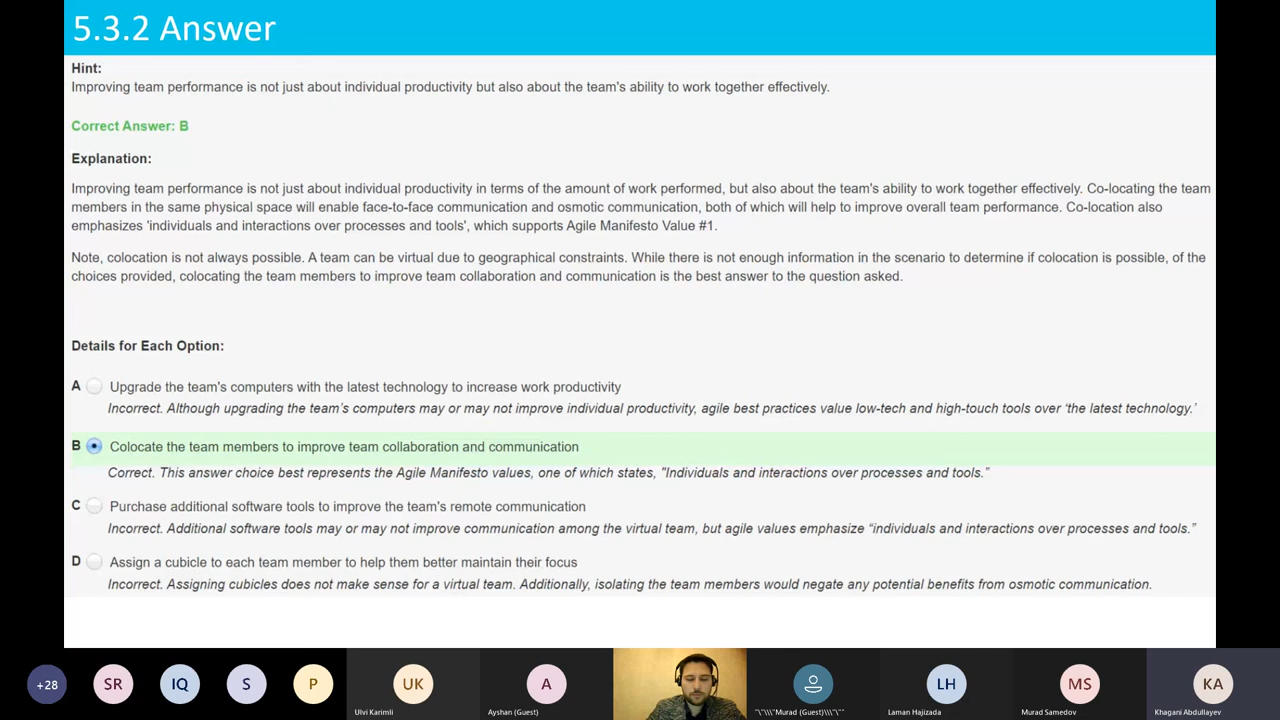 5.3.2 Answer
Hint:
Improving team performance is not just about individual productivity but also about the team's ability to work together effectively.
Correct Answer: B
Explanation:
Improving team performance is not just about individual productivity in terms of the amount of work performed, but also about the team's ability to work together effectively. Co-locating the team
members in the same physical space will enable face-to-face communication and osmotic communication, both of which will help to improve overall team performance. Co-location also
emphasizes 'individuals and interactions over processes and tools', which supports Agile Manifesto Value #1.
Note, colocation is not always possible. A team can be virtual due to geographical constraints. While there is not enough information in the scenario to determine if colocation is possible, of the
choices provided, colocating the team members to improve team collaboration and communication is the best answer to the question asked.
Details for Each Option:
A Upgrade the team's computers with the latest technology to increase work productivity
Incorrect. Although upgrading the team's computers may or may not improve individual productivity, agile best practices value low-tech and high-touch tools over 'the latest technology.'
B Colocate the team members to improve team collaboration and communication
Correct. This answer choice best represents the Agile Manifesto values, one of which states, "Individuals and interactions over processes and tools."
C Purchase additional software tools to improve the team's remote communication
Incorrect. Additional software tools may or may not improve communication among the virtual team, but agile values emphasize “individuals and interactions over processes and tools.”
D Assign a cubicle to each team member to help them better maintain their focus
Incorrect. Assigning cubicles does not make sense for a virtual team. Additionally, isolating the team members would negate any potential benefits from osmotic communication.
+28 SR IQ S P UK A LH MS KA
Ulvi Karimli Ayshan (Guest) "\"\\\"Murad (Guest)\\\"\"" Laman Hajizada Murad Samedov Khagani Abdullayev